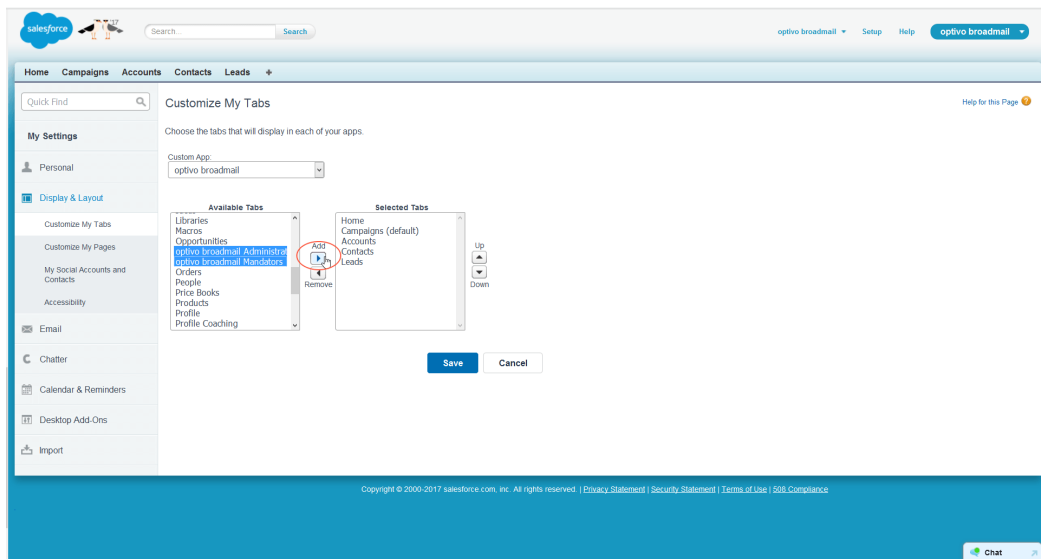 salesforce
'17
Search...
Search
optivo broadmail
Setup
Help
optivo broadmail
Home Campaigns Accounts Contacts Leads +
Quick Find
My Settings
Personal
Display & Layout
Customize My Tabs
Customize My Pages
My Social Accounts and
Contacts
Accessibility
Email
Chatter
Calendar & Reminders
Desktop Add-Ons
Import
Customize My Tabs
Help for this Page ?
Choose the tabs that will display in each of your apps.
Custom App:
optivo broadmail
Available Tabs
Libraries
Macros
Opportunities
optivo broadmail Administrat
optivo broadmail Mandators
Orders
People
Price Books
Products
Profile
Profile Coaching
Add
Remove
Selected Tabs
Home
Campaigns (default)
Accounts
Contacts
Leads
Up
Down
Save
Cancel
Copyright © 2000-2017 salesforce.com, inc. All rights reserved. | Privacy Statement | Security Statement | Terms of Use | 508 Compliance
Chat